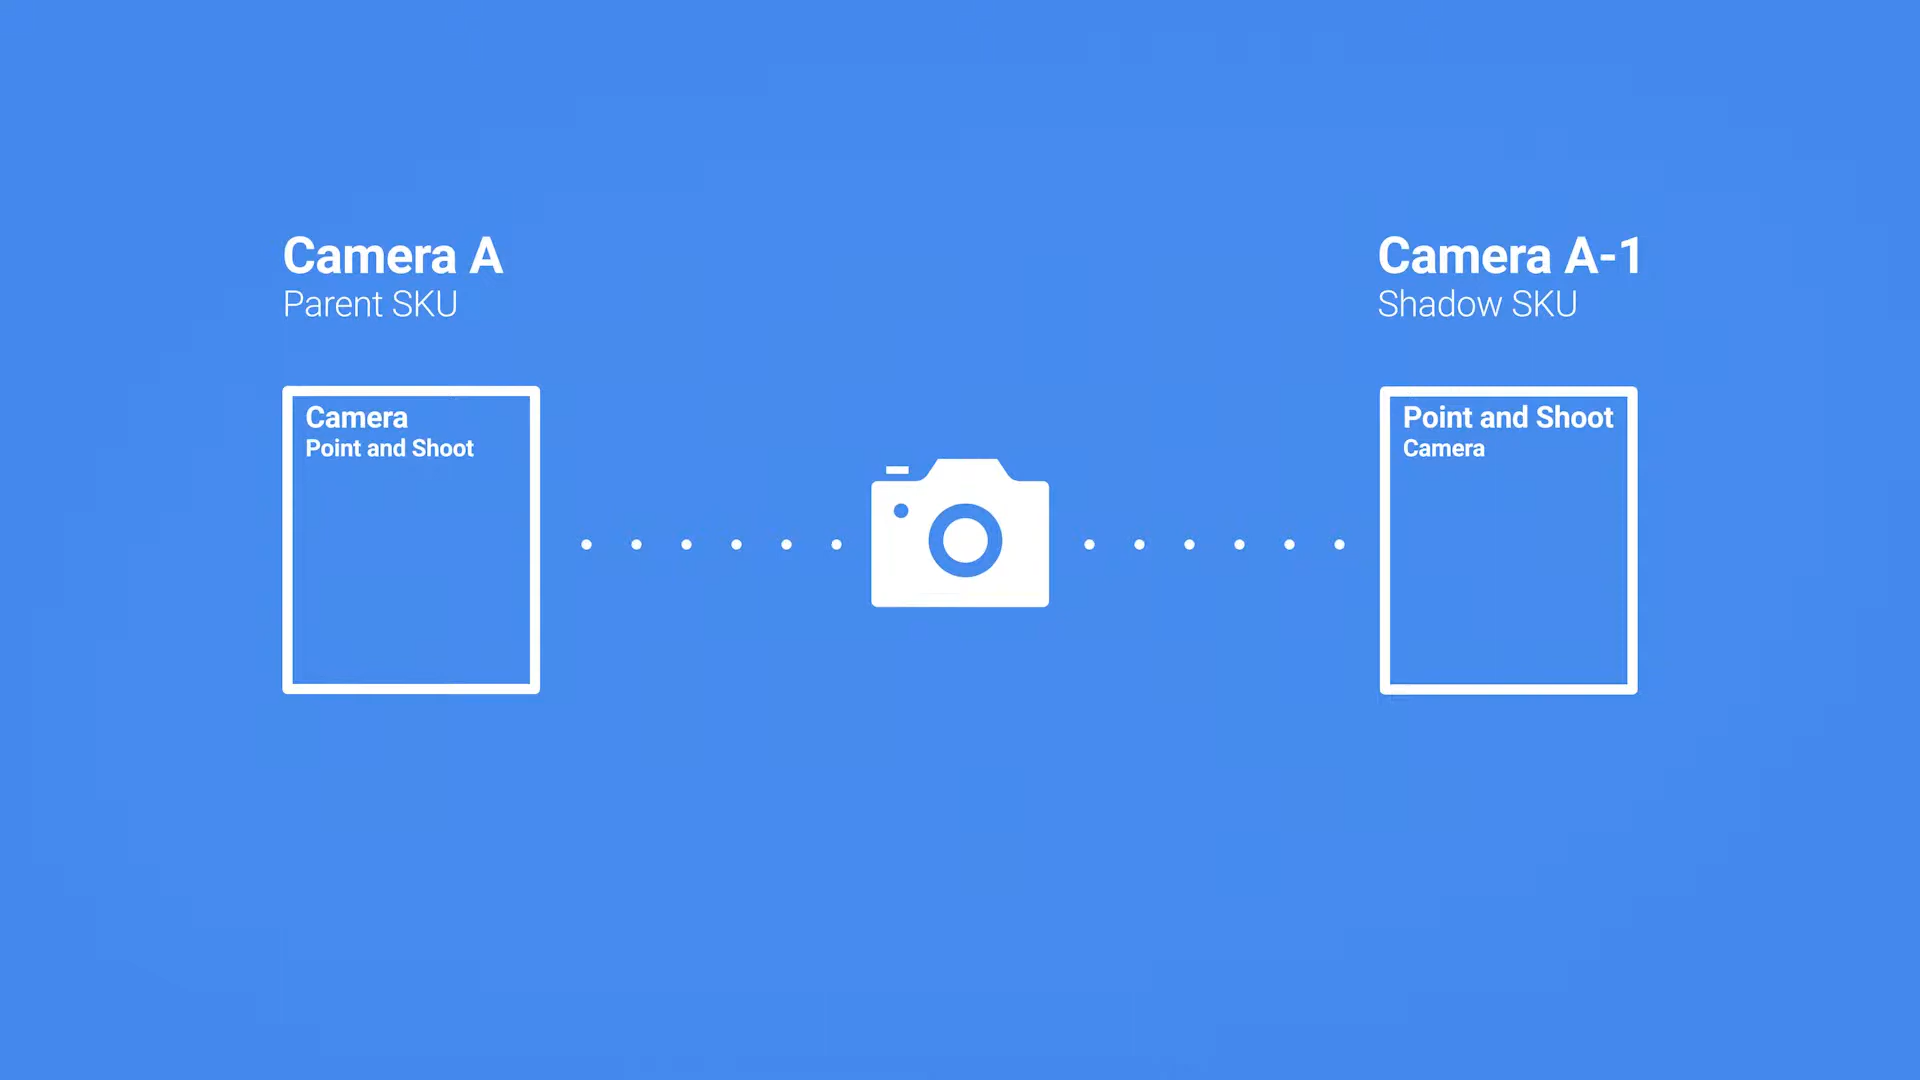 Camera A
Parent SKU
Camera
Point and Shoot
Camera A-1
Shadow SKU
Point and Shoot
Camera